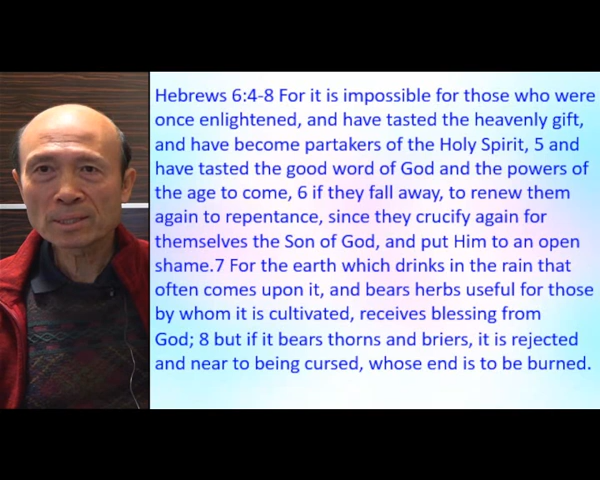 Hebrews 6:4-8 For it is impossible for those who were
once enlightened, and have tasted the heavenly gift,
and have become partakers of the Holy Spirit, 5 and
have tasted the good word of God and the powers of
the age to come, 6 if they fall away, to renew them
again to repentance, since they crucify again for
themselves the Son of God, and put Him to an open
shame.7 For the earth which drinks in the rain that
often comes upon it, and bears herbs useful for those
by whom it is cultivated, receives blessing from
God; 8 but if it bears thorns and briers, it is rejected
and near to being cursed, whose end is to be burned.